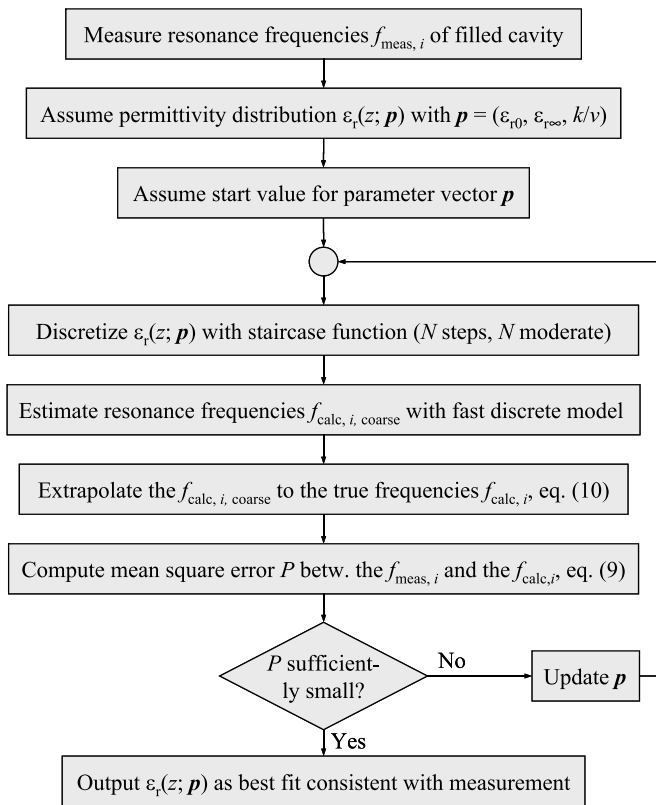 Measure resonance frequencies f_meas, i of filled cavity
Assume permittivity distribution ε_r(z; p) with p = (ε_r0, ε_r∞, k/v)
Assume start value for parameter vector p
Discretize ε_r(z; p) with staircase function (N steps, N moderate)
Estimate resonance frequencies f_calc, i, coarse with fast discrete model
Extrapolate the f_calc, i, coarse to the true frequencies f_calc, i, eq. (10)
Compute mean square error P betw. the f_meas, i and the f_calc,i, eq. (9)
P sufficient-
ly small?
No
Update p
Yes
Output ε_r(z; p) as best fit consistent with measurement